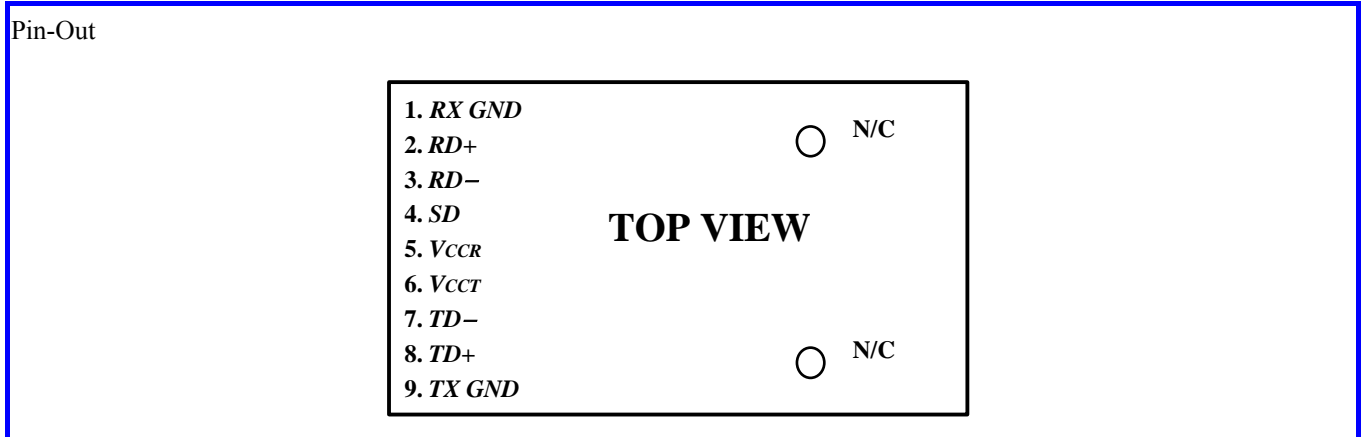 Pin-Out
1. RX GND
N/C
2. RD+
3. RD−
4. SD
TOP VIEW
5. VCCR
6. VCCT
7. TD−
8. TD+
N/C
9. TX GND